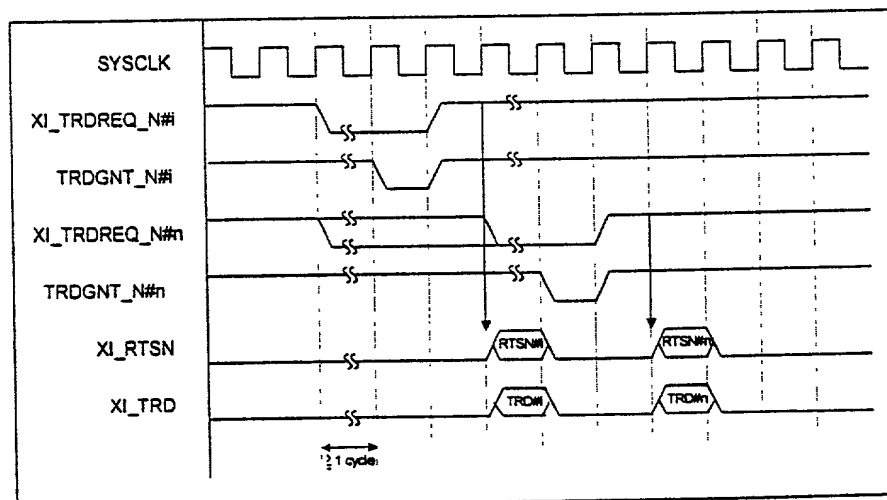 SYSCLK
XI_TRDREQ_N#i
TRDGNT_N#i
XI_TRDREQ_N#n
TRDGNT_N#n
XI_RTSN
RTSN#i
RTSN#n
XI_TRD
TRD#i
TRD#n
1 cycle